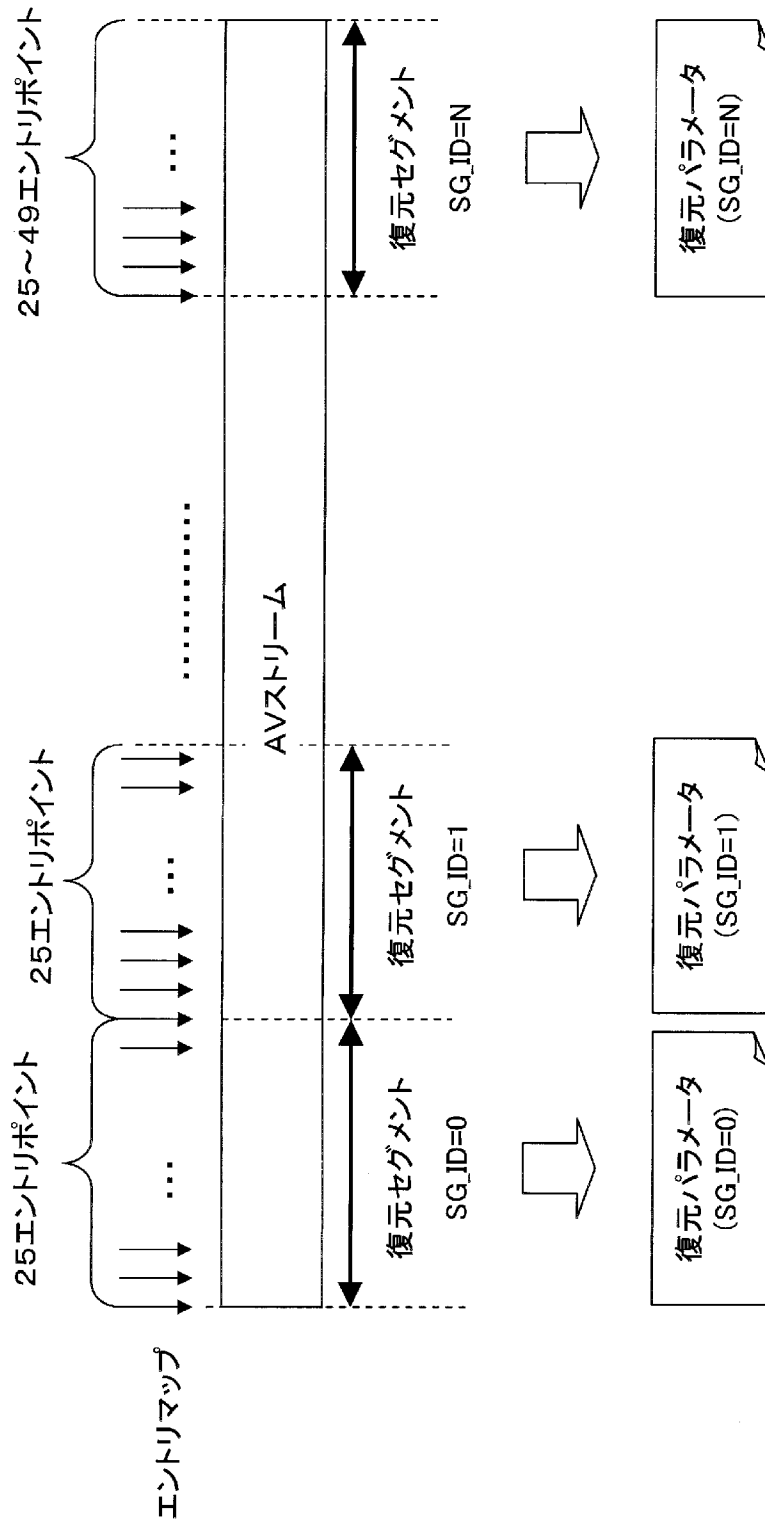 エントリマップ
25エントリポイント
25エントリポイント
25～49エントリポイント
…
…
…
‥‥‥‥‥
AVストリーム
復元セグメント
SG_ID=0
復元セグメント
SG_ID=1
復元セグメント
SG_ID=N
復元パラメータ
(SG_ID=0)
復元パラメータ
(SG_ID=1)
復元パラメータ
(SG_ID=N)